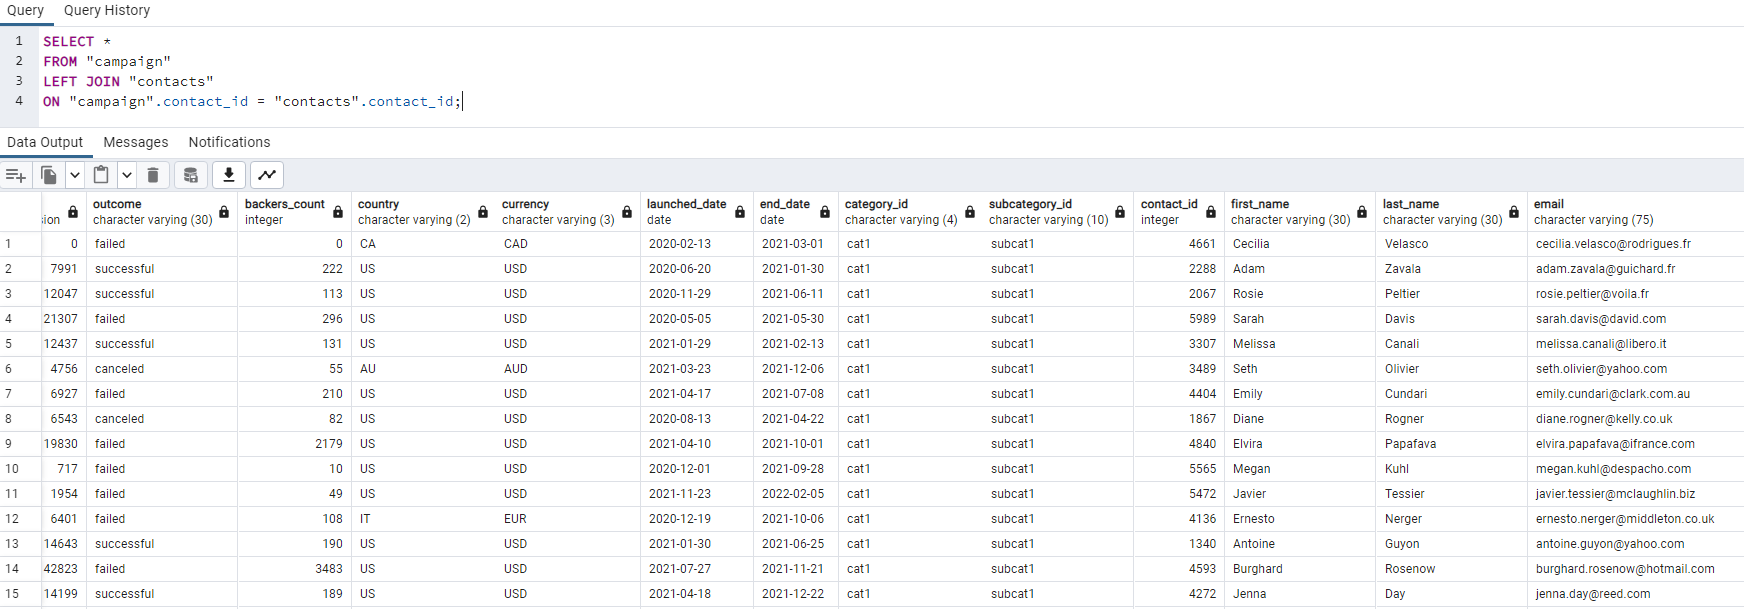 Query Query History
1 SELECT *
2 FROM "campaign"
3 LEFT JOIN "contacts"
4 ON "campaign".contact_id = "contacts".contact_id;
Data Output Messages Notifications
outcome backers_count country currency launched_date end_date category_id subcategory_id contact_id first_name last_name email
sion character varying (30) integer character varying (2) character varying (3) date date character varying (4) character varying (10) integer character varying (30) character varying (30) character varying (75)
1 0 failed 0 CA CAD 2020-02-13 2021-03-01 cat1 subcat1 4661 Cecilia Velasco cecilia.velasco@rodrigues.fr
2 7991 successful 222 US USD 2020-06-20 2021-01-30 cat1 subcat1 2288 Adam Zavala adam.zavala@guichard.fr
3 12047 successful 113 US USD 2020-11-29 2021-06-11 cat1 subcat1 2067 Rosie Peltier rosie.peltier@voila.fr
4 21307 failed 296 US USD 2020-05-05 2021-05-30 cat1 subcat1 5989 Sarah Davis sarah.davis@david.com
5 12437 successful 131 US USD 2021-01-29 2021-02-13 cat1 subcat1 3307 Melissa Canali melissa.canali@libero.it
6 4756 canceled 55 AU AUD 2021-03-23 2021-12-06 cat1 subcat1 3489 Seth Olivier seth.olivier@yahoo.com
7 6927 failed 210 US USD 2021-04-17 2021-07-08 cat1 subcat1 4404 Emily Cundari emily.cundari@clark.com.au
8 6543 canceled 82 US USD 2020-08-13 2021-04-22 cat1 subcat1 1867 Diane Rogner diane.rogner@kelly.co.uk
9 19830 failed 2179 US USD 2021-04-10 2021-10-01 cat1 subcat1 4840 Elvira Papafava elvira.papafava@ifrance.com
10 717 failed 10 US USD 2020-12-01 2021-09-28 cat1 subcat1 5565 Megan Kuhl megan.kuhl@despacho.com
11 1954 failed 49 US USD 2021-11-23 2022-02-05 cat1 subcat1 5472 Javier Tessier javier.tessier@mclaughlin.biz
12 6401 failed 108 IT EUR 2020-12-19 2021-10-06 cat1 subcat1 4136 Ernesto Nerger ernesto.nerger@middleton.co.uk
13 14643 successful 190 US USD 2021-01-30 2021-06-25 cat1 subcat1 1340 Antoine Guyon antoine.guyon@yahoo.com
14 42823 failed 3483 US USD 2021-07-27 2021-11-21 cat1 subcat1 4593 Burghard Rosenow burghard.rosenow@hotmail.com
15 14199 successful 189 US USD 2021-04-18 2021-12-22 cat1 subcat1 4272 Jenna Day jenna.day@reed.com